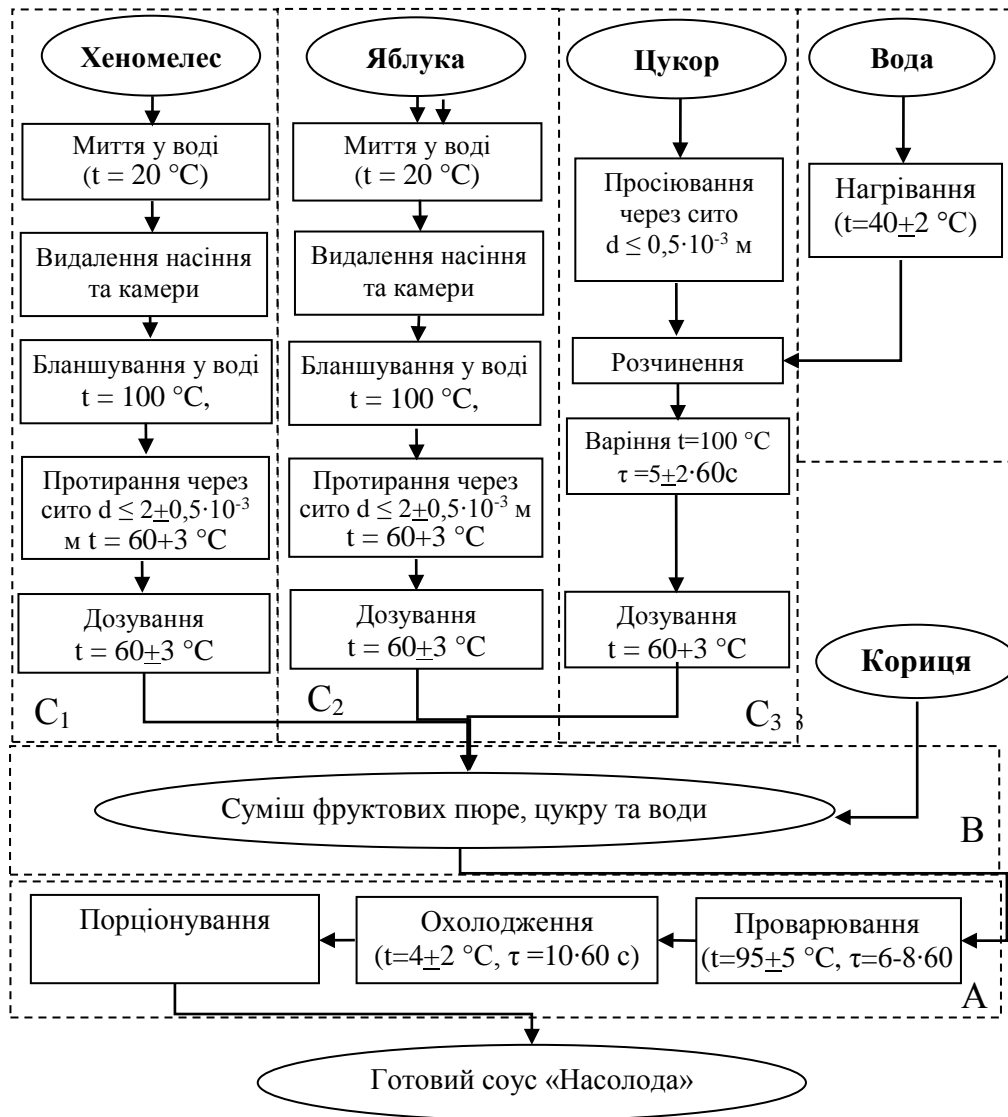 Хеномелес
Миття у воді
(t = 20 °C)
Видалення насіння
та камери
Бланшування у воді
t = 100 °C,
Протирання через
сито d ≤ 2±0,5·10⁻³
м t = 60+3 °C
Дозування
t = 60±3 °C
C₁
Яблука
Миття у воді
(t = 20 °C)
Видалення насіння
та камери
Бланшування у воді
t = 100 °C,
Протирання через
сито d ≤ 2±0,5·10⁻³ м
t = 60+3 °C
Дозування
t = 60±3 °C
C₂
Цукор
Просіювання
через сито
d ≤ 0,5·10⁻³ м
Розчинення
Варіння t=100 °C
τ =5±2·60с
Дозування
t = 60+3 °C
C₃ ₃
Вода
Нагрівання
(t=40±2 °C)
Кориця
Суміш фруктових пюре, цукру та води
B
Проварювання
(t=95±5 °C, τ=6-8·60
Охолодження
(t=4±2 °C, τ =10·60 с)
Порціонування
A
Готовий соус «Насолода»